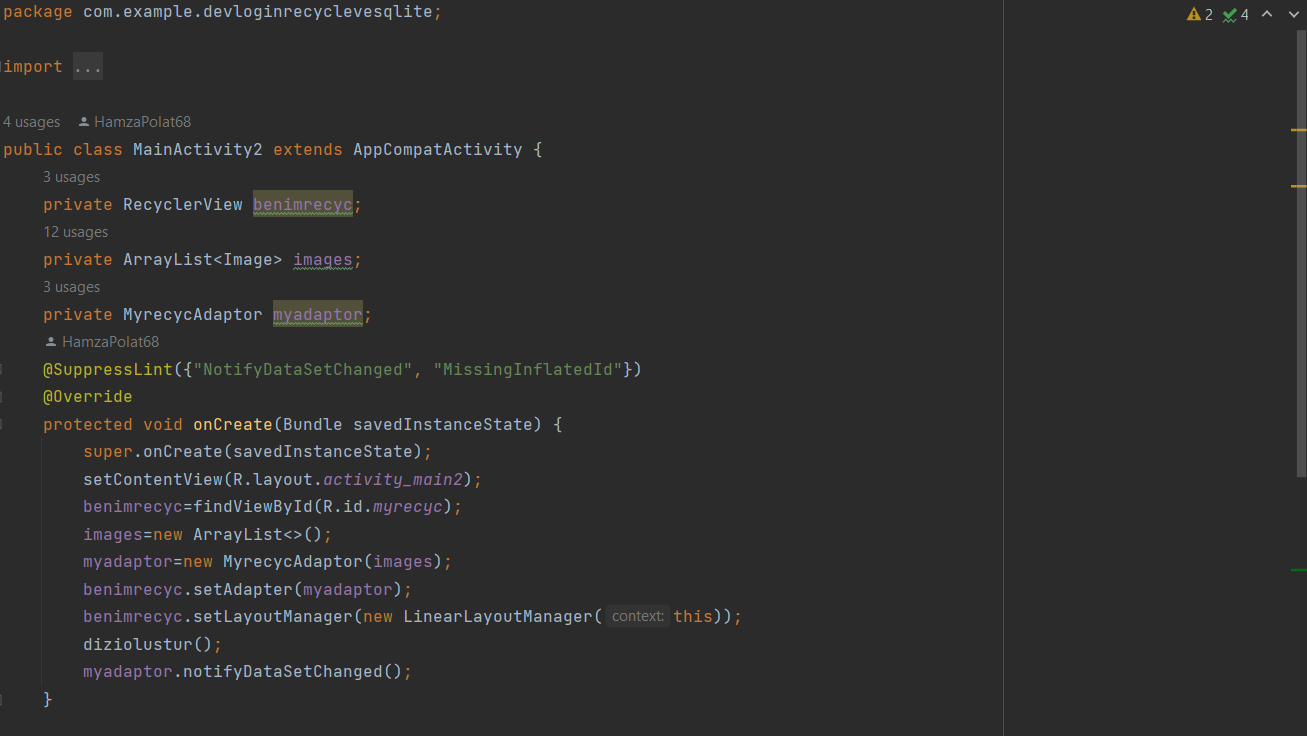 package com.example.devloginrecyclevesqlite;
2 4
import ...
4 usages HamzaPolat68
public class MainActivity2 extends AppCompatActivity {
3 usages
private RecyclerView benimrecyc;
12 usages
private ArrayList<Image> images;
3 usages
private MyrecycAdaptor myadaptor;
HamzaPolat68
@SuppressLint({"NotifyDataSetChanged", "MissingInflatedId"})
@Override
protected void onCreate(Bundle savedInstanceState) {
super.onCreate(savedInstanceState);
setContentView(R.layout.activity_main2);
benimrecyc=findViewById(R.id.myrecyc);
images=new ArrayList<>();
myadaptor=new MyrecycAdaptor(images);
benimrecyc.setAdapter(myadaptor);
benimrecyc.setLayoutManager(new LinearLayoutManager( context: this));
diziolustur();
myadaptor.notifyDataSetChanged();
}